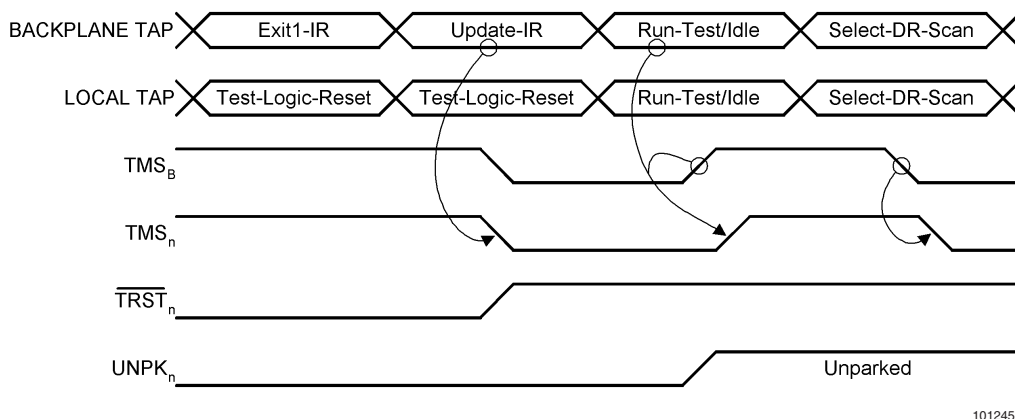 BACKPLANE TAP Exit1-IR Update-IR Run-Test/Idle Select-DR-Scan
LOCAL TAP Test-Logic-Reset Test-Logic-Reset Run-Test/Idle Select-DR-Scan
TMSB
TMSn
TRSTn
UNPKn Unparked
101245